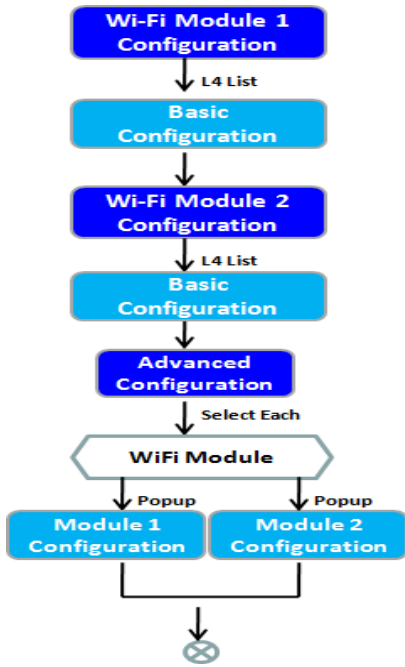 Wi-Fi Module 1
Configuration
L4 List
Basic
Configuration
Wi-Fi Module 2
Configuration
L4 List
Basic
Configuration
Advanced
Configuration
Select Each
WiFi Module
Popup
Popup
Module 1
Configuration
Module 2
Configuration